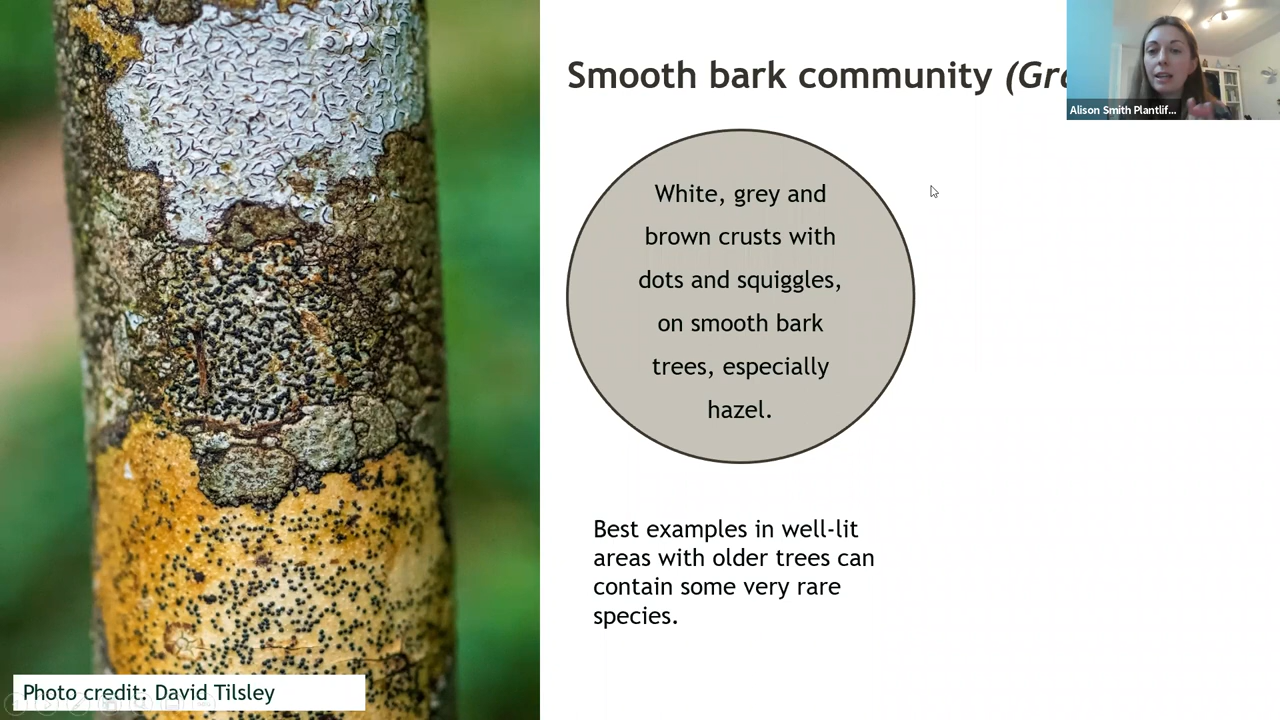 Smooth bark community (Gra
Alison Smith Plantlif...
White, grey and
brown crusts with
dots and squiggles,
on smooth bark
trees, especially
hazel.
Best examples in well-lit
areas with older trees can
contain some very rare
species.
Photo credit: David Tilsley